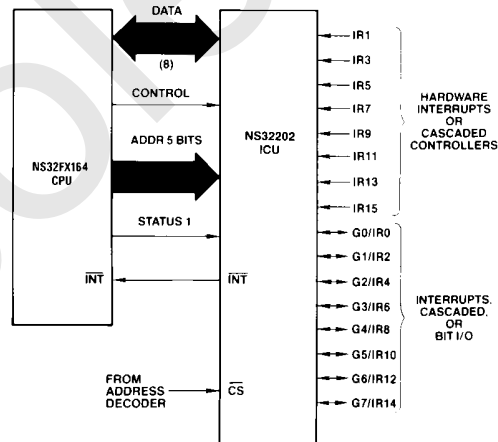 DATA
(8)
CONTROL
ADDR 5 BITS
STATUS 1
NS32FX164
CPU
INT
NS32202
ICU
INT
FROM
ADDRESS
DECODER
CS
IR1
IR3
IR5
IR7
IR9
IR11
IR13
IR15
G0/IR0
G1/IR2
G2/IR4
G3/IR6
G4/IR8
G5/IR10
G6/IR12
G7/IR14
HARDWARE
INTERRUPTS
OR
CASCADED
CONTROLLERS
INTERRUPTS,
CASCADED,
OR
BIT I/O